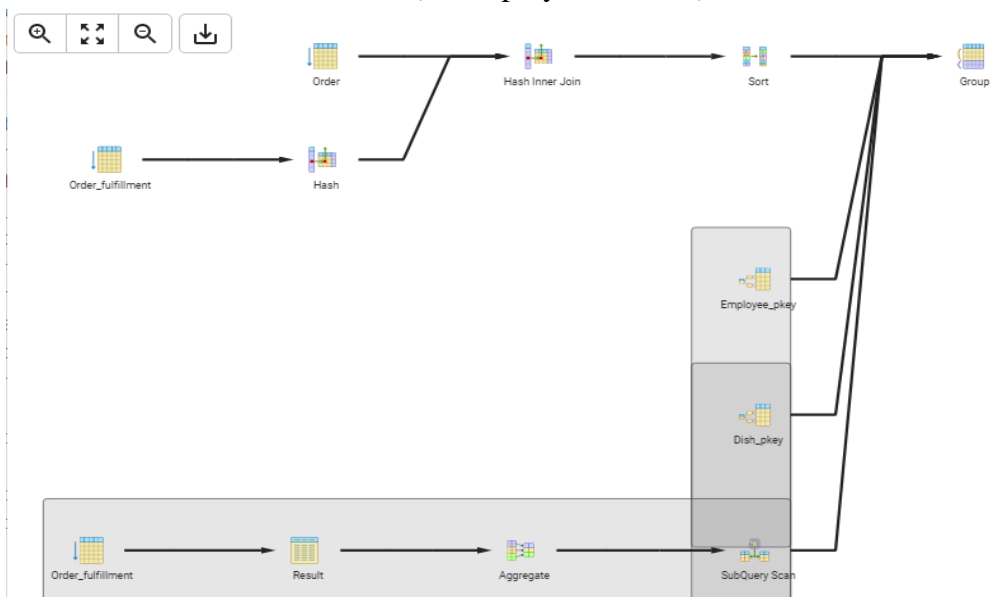 Order
Hash Inner Join
Sort
Group
Order_fulfillment
Hash
Employee_pkey
Dish_pkey
Order_fulfillment
Result
Aggregate
SubQuery Scan